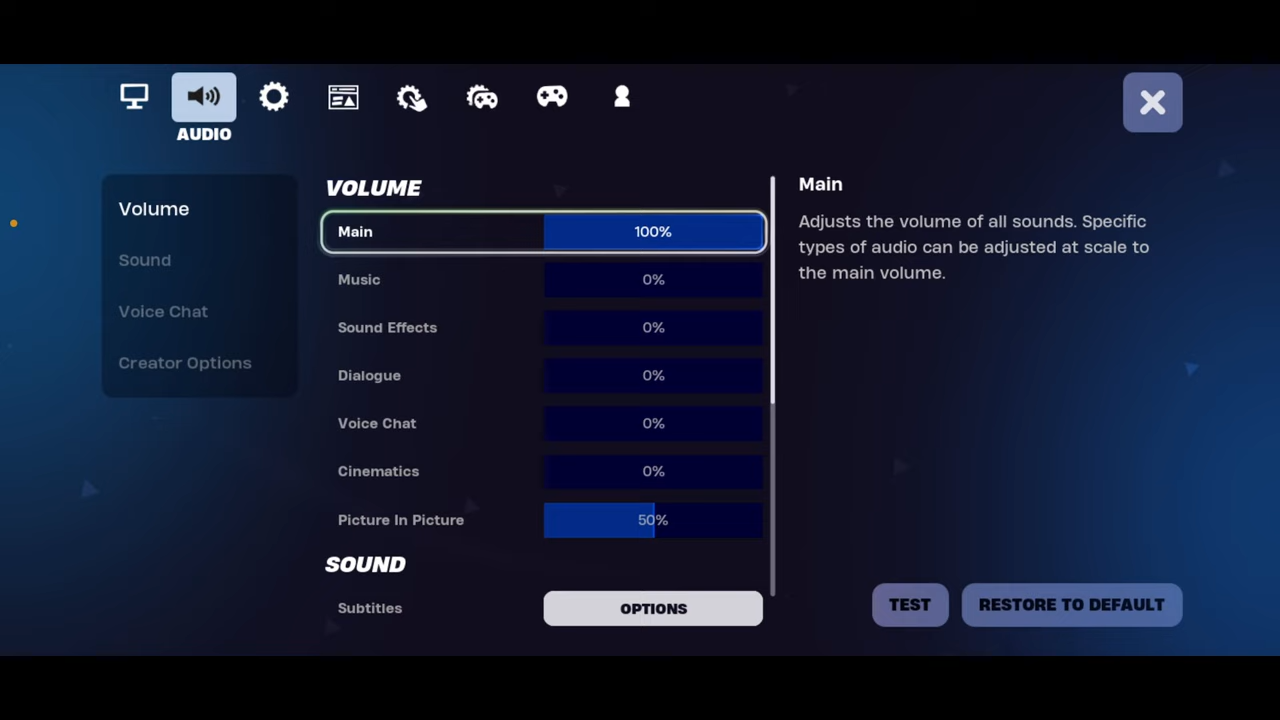 AUDIO
Volume
Sound
Voice Chat
Creator Options
VOLUME
Main 100%
Music 0%
Sound Effects 0%
Dialogue 0%
Voice Chat 0%
Cinematics 0%
Picture In Picture 50%
SOUND
Subtitles OPTIONS
Main
Adjusts the volume of all sounds. Specific
types of audio can be adjusted at scale to
the main volume.
TEST
RESTORE TO DEFAULT